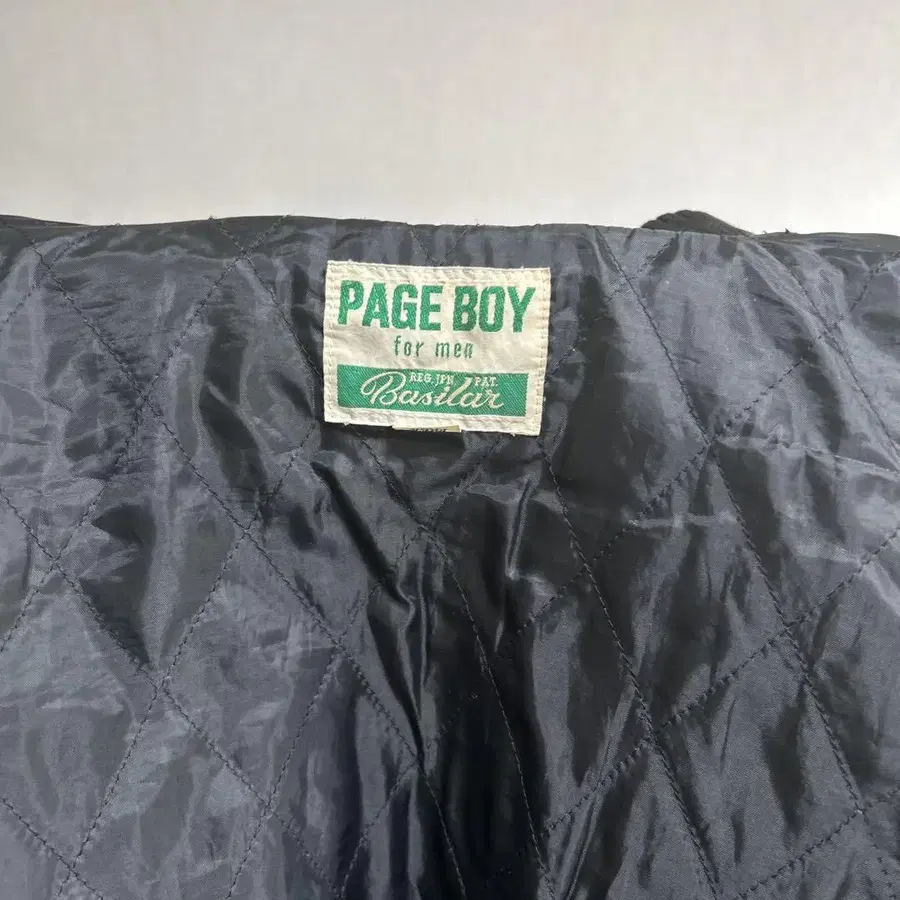 PAGE BOY
for men
REG. JPN. PAT.
Basilar